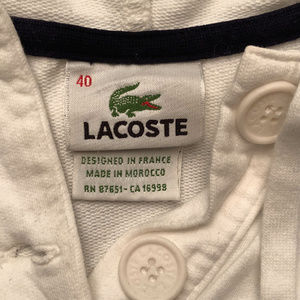 40
LACOSTE
DESIGNED IN FRANCE
MADE IN MOROCCO
RN 87651 - CA 16998